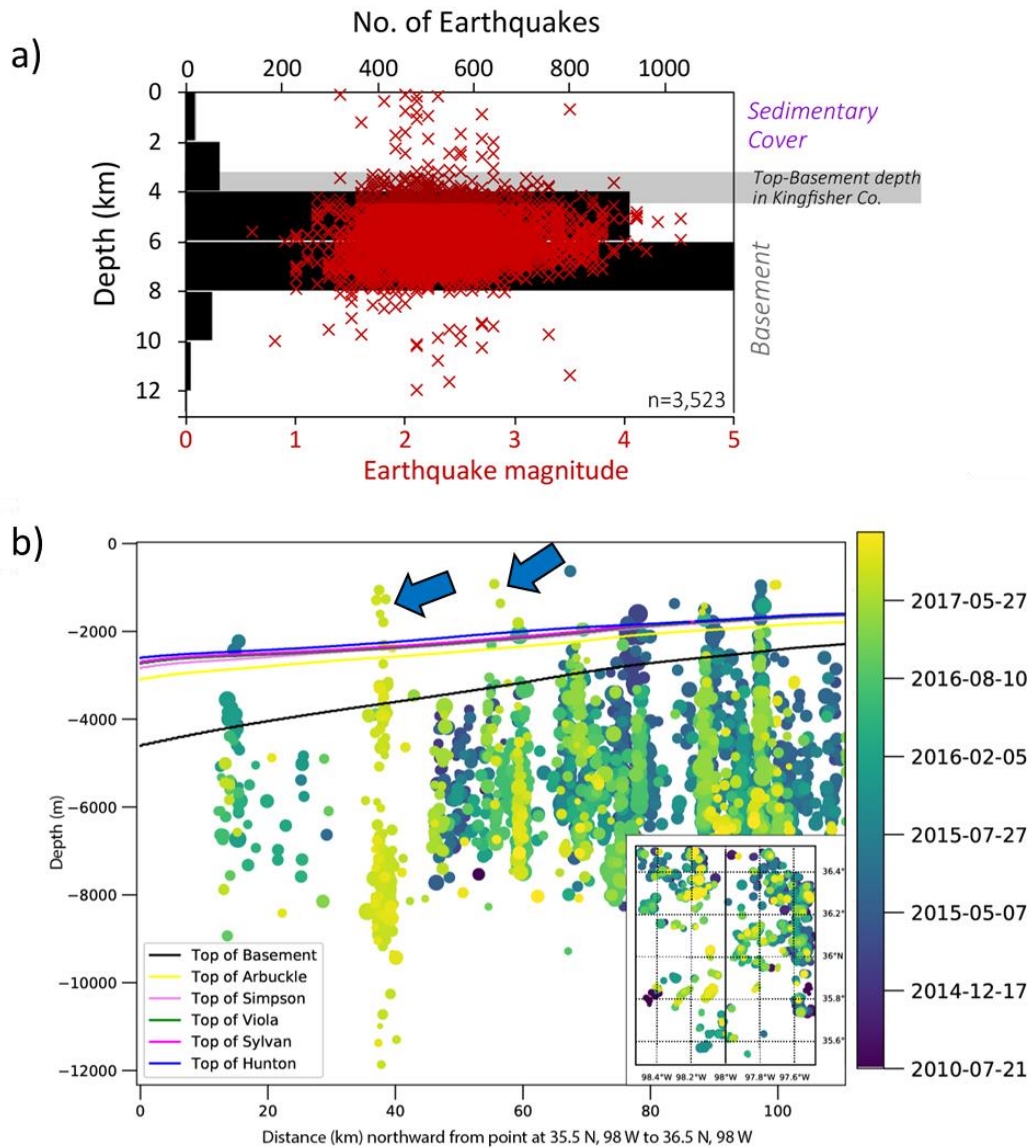 No. of Earthquakes
a)
0 200 400 600 800 1000
0
2
4
6
8
10
12
Depth (km)
Sedimentary
Cover
Top-Basement depth
in Kingfisher Co.
Basement
n=3,523
0 1 2 3 4 5
Earthquake magnitude
b)
0
−2000
−4000
−6000
−8000
−10000
−12000
Depth (m)
Top of Basement
Top of Arbuckle
Top of Simpson
Top of Viola
Top of Sylvan
Top of Hunton
36.4°
36.2°
36°N
35.8°
35.6°
98.4°W 98.2°W 98°W 97.8°W 97.6°W
2017-05-27
2016-08-10
2016-02-05
2015-07-27
2015-05-07
2014-12-17
2010-07-21
0 20 40 60 80 100
Distance (km) northward from point at 35.5 N, 98 W to 36.5 N, 98 W